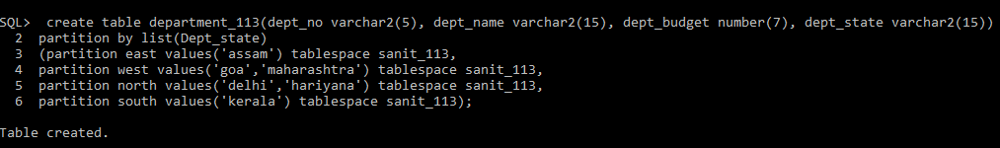 SQL>  create table department_113(dept_no varchar2(5), dept_name varchar2(15), dept_budget number(7), dept_state varchar2(15))
  2  partition by list(Dept_state)
  3  (partition east values('assam') tablespace sanit_113,
  4  partition west values('goa','maharashtra') tablespace sanit_113,
  5  partition north values('delhi','hariyana') tablespace sanit_113,
  6  partition south values('kerala') tablespace sanit_113);
Table created.